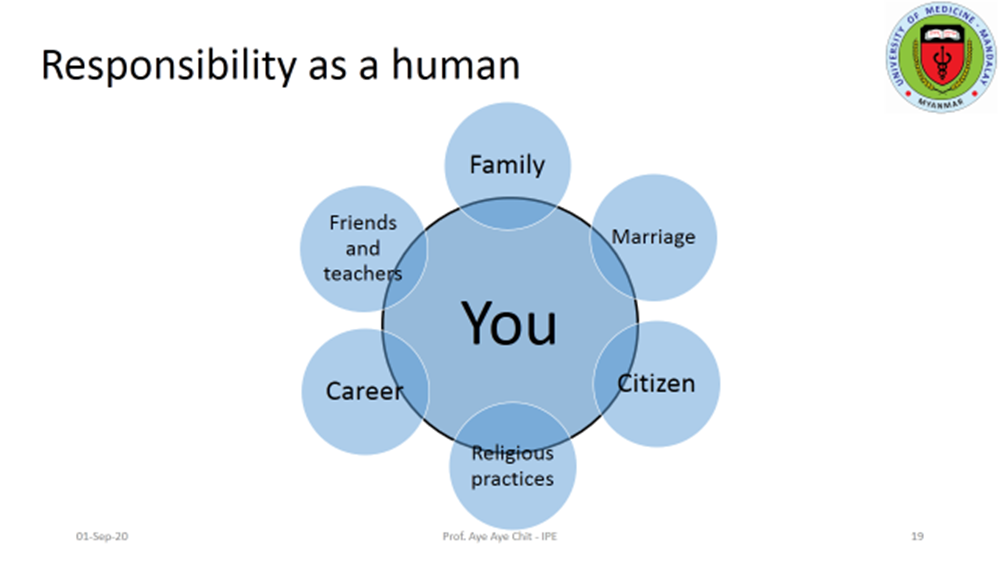 Responsibility as a human
UNIVERSITY OF MEDICINE - MANDALAY
MYANMAR
Family
Marriage
Citizen
Religious
practices
Career
Friends
and
teachers
You
01-Sep-20
Prof. Aye Aye Chit - IPE
19